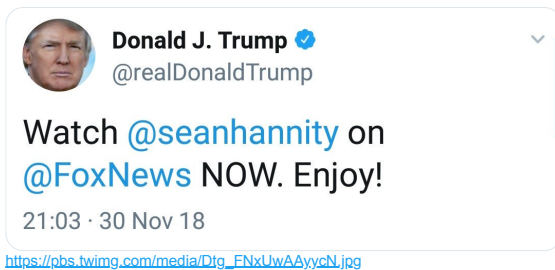 Donald J. Trump
@realDonaldTrump
Watch @seanhannity on
@FoxNews NOW. Enjoy!
21:03 · 30 Nov 18
https://pbs.twimg.com/media/Dtg_FNxUwAAyycN.jpg